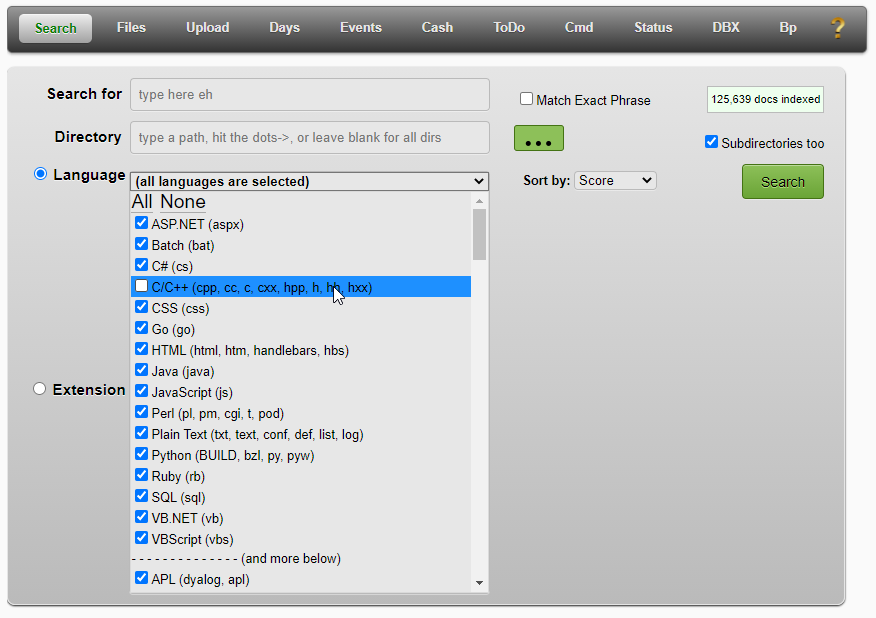 Search Files Upload Days Events Cash ToDo Cmd Status DBX Bp ?
Search for type here eh Match Exact Phrase 125,639 docs indexed
Directory type a path, hit the dots->, or leave blank for all dirs ... Subdirectories too
Language (all languages are selected) Sort by: Score Search
All None
ASP.NET (aspx)
Batch (bat)
C# (cs)
C/C++ (cpp, cc, c, cxx, hpp, h, hh, hxx)
CSS (css)
Go (go)
HTML (html, htm, handlebars, hbs)
Java (java)
Extension
JavaScript (js)
Perl (pl, pm, cgi, t, pod)
Plain Text (txt, text, conf, def, list, log)
Python (BUILD, bzl, py, pyw)
Ruby (rb)
SQL (sql)
VB.NET (vb)
VBScript (vbs)
- - - - - - - - - - - - - - (and more below)
APL (dyalog, apl)